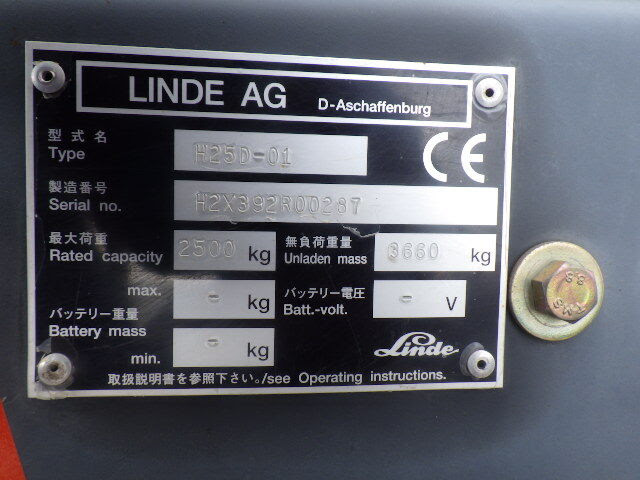 LINDE AG D-Aschaffenburg
型式名
Type H25D-01
製造番号
Serial no. H2X392R00287
最大荷重 無負荷重量
Rated capacity 2500 kg Unladen mass 3660 kg
max. - kg バッテリー電圧
バッテリー重量 Batt.-volt. - V
Battery mass
min. - kg Linde
取扱説明書を参照下さい。/see Operating instructions.
CE